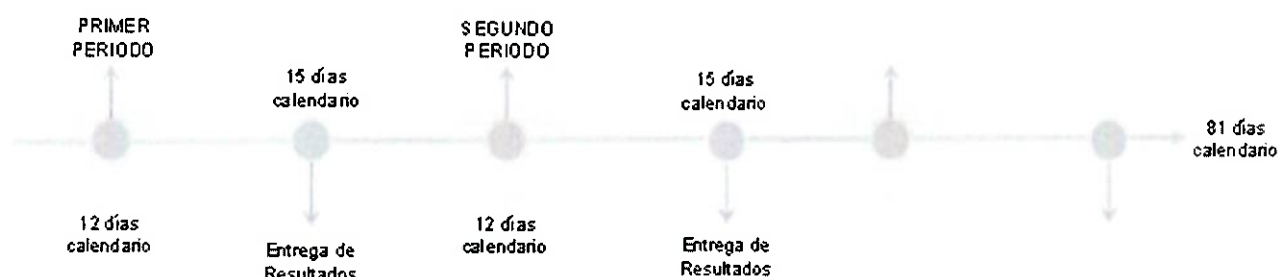 PRIMER
PERIODO
15 días
calendario
SEGUNDO
PERIODO
15 días
calendario
81 días
calendario
12 días
calendario
Entrega de
Resultados
12 días
calendario
Entrega de
Resultados